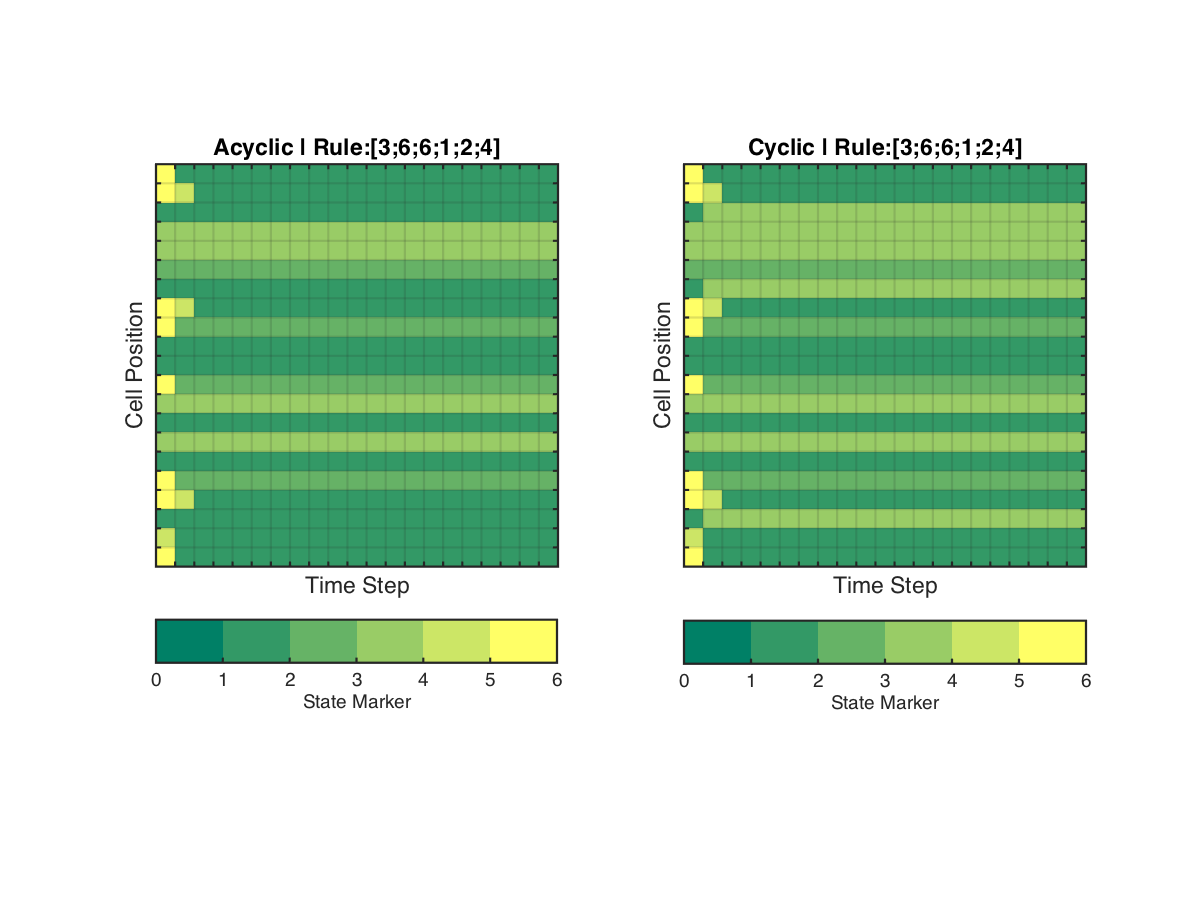 Acyclic | Rule:[3;6;6;1;2;4]
Cell Position
Time Step
0 1 2 3 4 5 6
State Marker
Cyclic | Rule:[3;6;6;1;2;4]
Cell Position
Time Step
0 1 2 3 4 5 6
State Marker